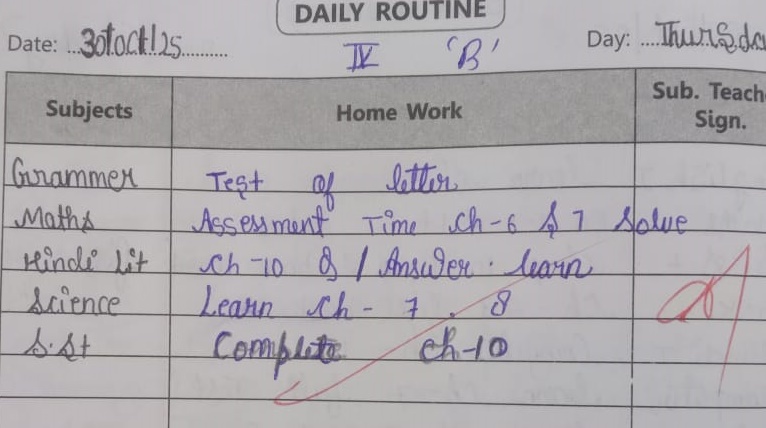 DAILY ROUTINE
Date: 30/oct/25 IV 'B' Day: Thursda
Subjects Home Work Sub. Teach Sign.
Grammer Test of letter
Maths Assessment Time ch-6 & 7 Solve
Hindi Lit ch-10 Q / Answer. learn
Science Learn ch- 7, 8
S.St Complete ch-10